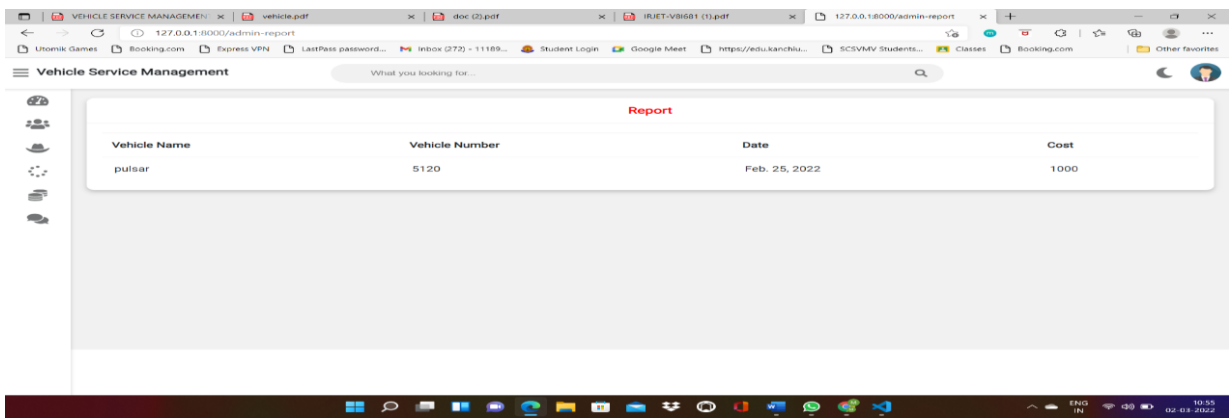 VEHICLE SERVICE MANAGEMEN vehicle.pdf doc (2).pdf IRJET-V8I681 (1).pdf 127.0.0.1:8000/admin-report
127.0.0.1:8000/admin-report
Utomik Games Booking.com Express VPN LastPass password... Inbox (272) - 11189... Student Login Google Meet https://edu.kanchiu... SCSVMV Students... Classes Booking.com Other favorites
Vehicle Service Management What you looking for...
Report
Vehicle Name Vehicle Number Date Cost
pulsar 5120 Feb. 25, 2022 1000
ENG 10:55
IN 02-03-2022